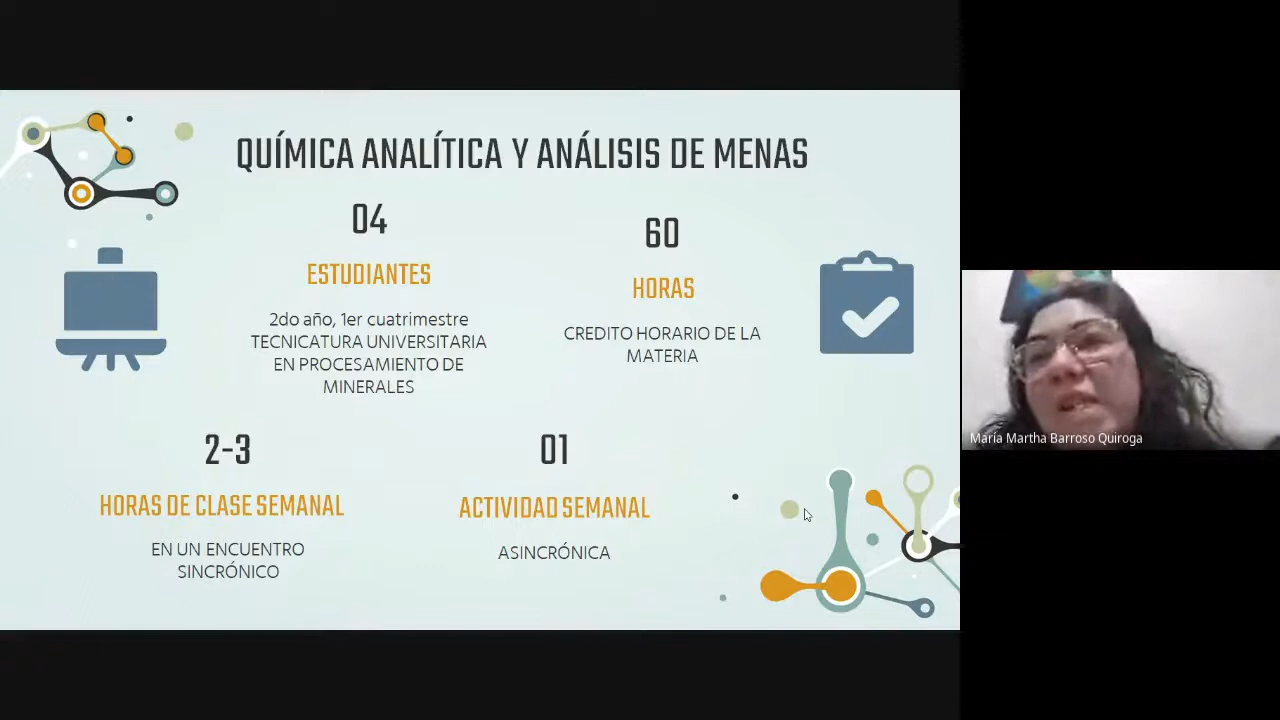 QUÍMICA ANALÍTICA Y ANÁLISIS DE MENAS
04
ESTUDIANTES
2do año, 1er cuatrimestre
TECNICATURA UNIVERSITARIA
EN PROCESAMIENTO DE
MINERALES
60
HORAS
CREDITO HORARIO DE LA
MATERIA
2-3
HORAS DE CLASE SEMANAL
EN UN ENCUENTRO
SINCRÓNICO
01
ACTIVIDAD SEMANAL
ASINCRÓNICA
María Martha Barroso Quiroga